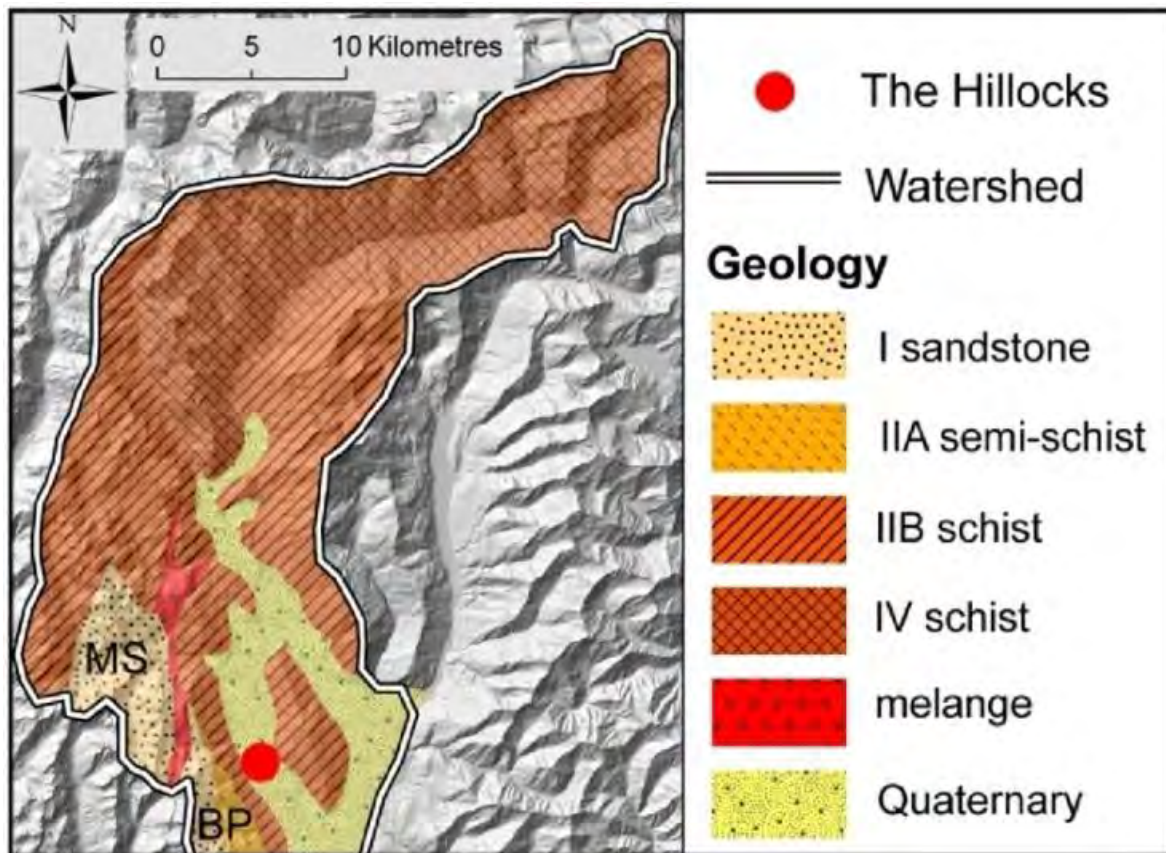 N
0 5 10 Kilometres
MS
BP
The Hillocks
Watershed
Geology
I sandstone
IIA semi-schist
IIB schist
IV schist
melange
Quaternary